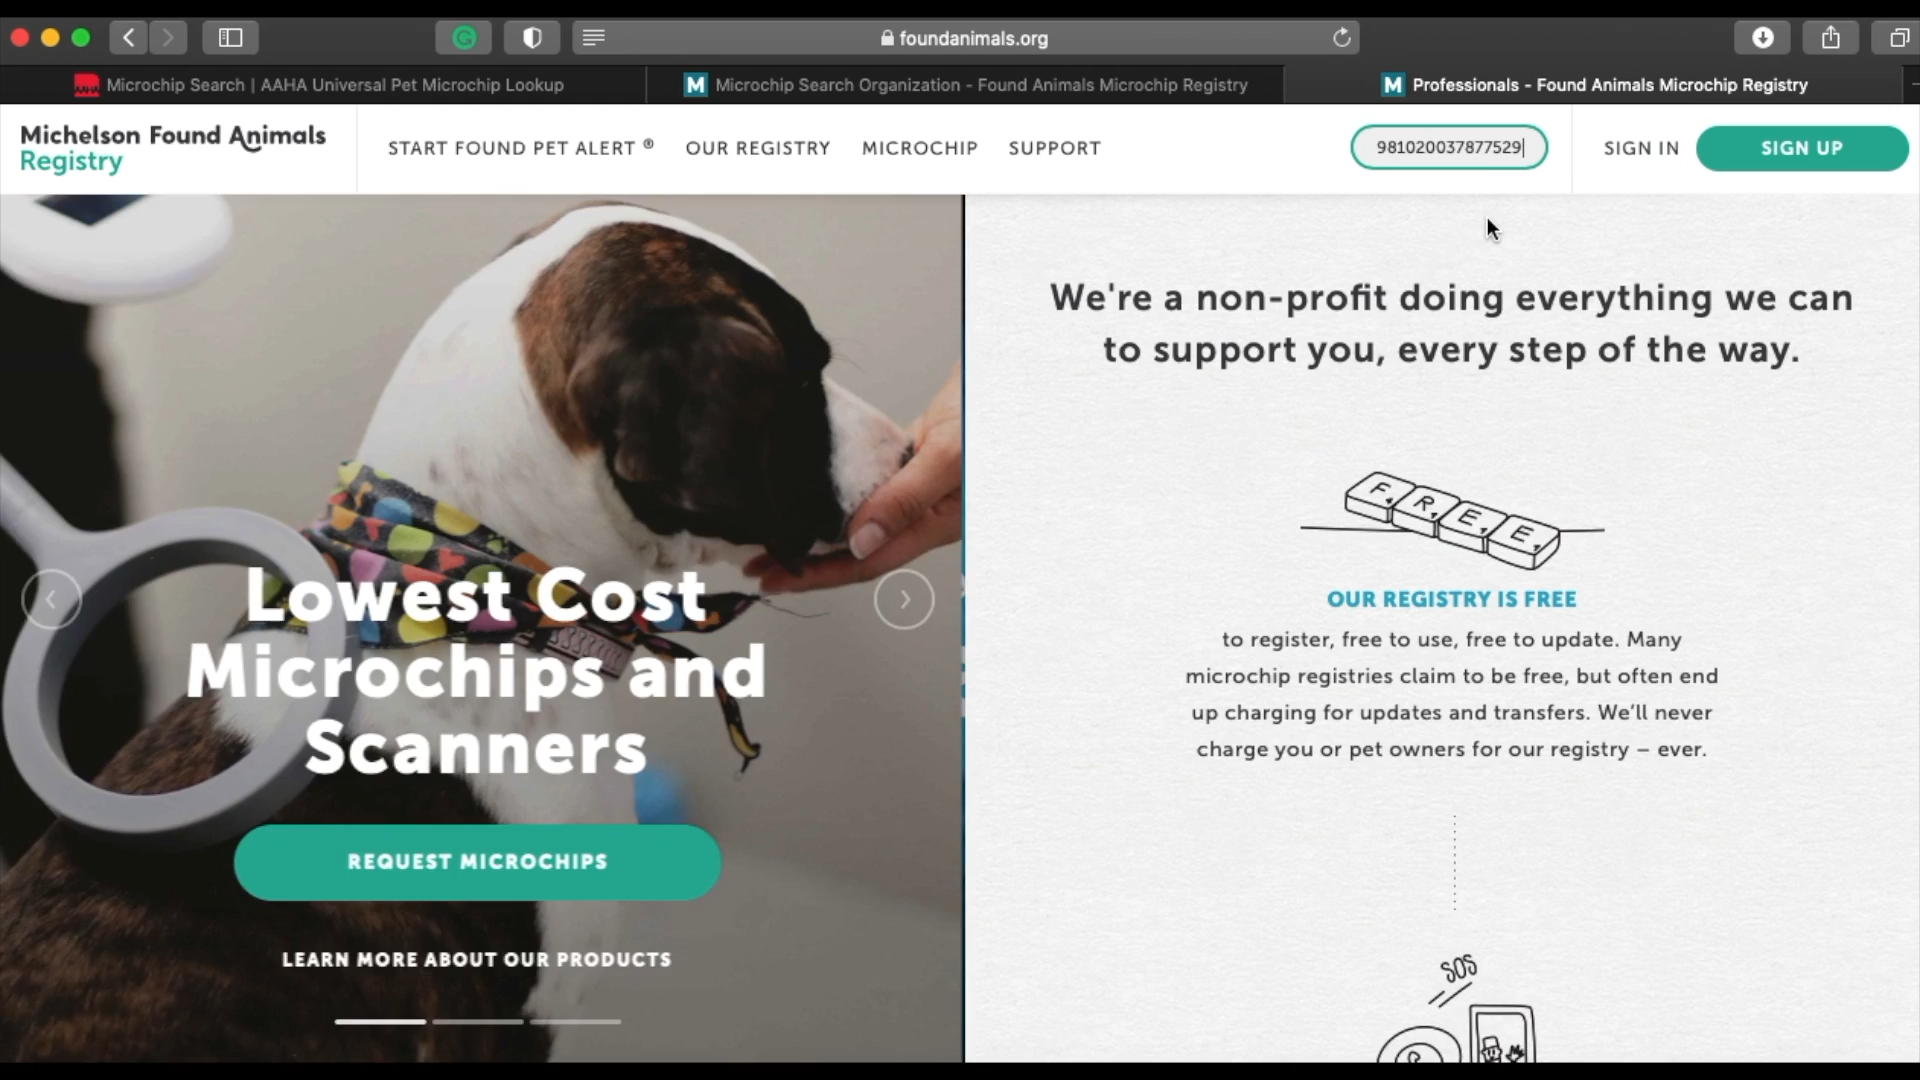 foundanimals.org
Microchip Search | AAHA Universal Pet Microchip Lookup
M Microchip Search Organization - Found Animals Microchip Registry
M Professionals - Found Animals Microchip Registry
Michelson Found Animals
Registry
START FOUND PET ALERT ®
OUR REGISTRY
MICROCHIP
SUPPORT
981020037877529
SIGN IN
SIGN UP
Lowest Cost
Microchips and
Scanners
REQUEST MICROCHIPS
LEARN MORE ABOUT OUR PRODUCTS
We're a non-profit doing everything we can
to support you, every step of the way.
FREE
OUR REGISTRY IS FREE
to register, free to use, free to update. Many
microchip registries claim to be free, but often end
up charging for updates and transfers. We'll never
charge you or pet owners for our registry – ever.
SOS